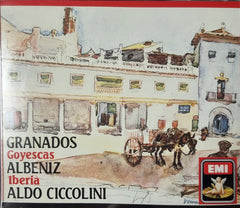 GRANADOS
Goyescas
ALBENIZ
Iberia
ALDO CICCOLINI
EMI